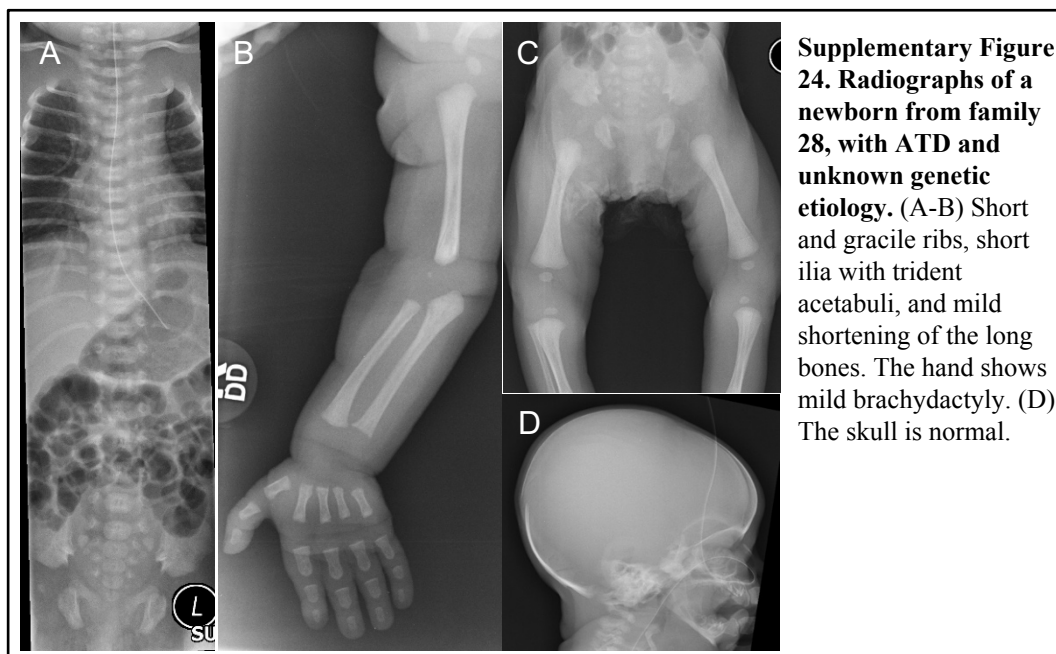 A
B
C
D
DD
L
SU
Supplementary Figure
24. Radiographs of a
newborn from family
28, with ATD and
unknown genetic
etiology. (A-B) Short
and gracile ribs, short
ilia with trident
acetabuli, and mild
shortening of the long
bones. The hand shows
mild brachydactyly. (D)
The skull is normal.